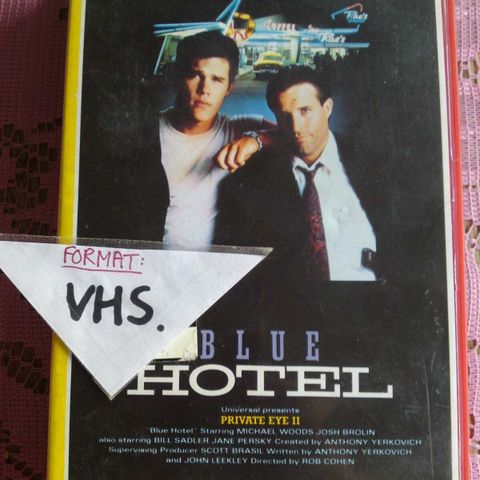 COFFEE
Rae's
Rae's
FORMAT:
VHS.
BLUE
HOTEL
Universal presents
PRIVATE EYE II
"Blue Hotel" Starring MICHAEL WOODS JOSH BROLIN
also starring BILL SADLER JANE PERSKY Created by ANTHONY YERKOVICH
Supervising Producer SCOTT BRASIL Written by ANTHONY YERKOVICH
and JOHN LEEKLEY Directed by ROB COHEN